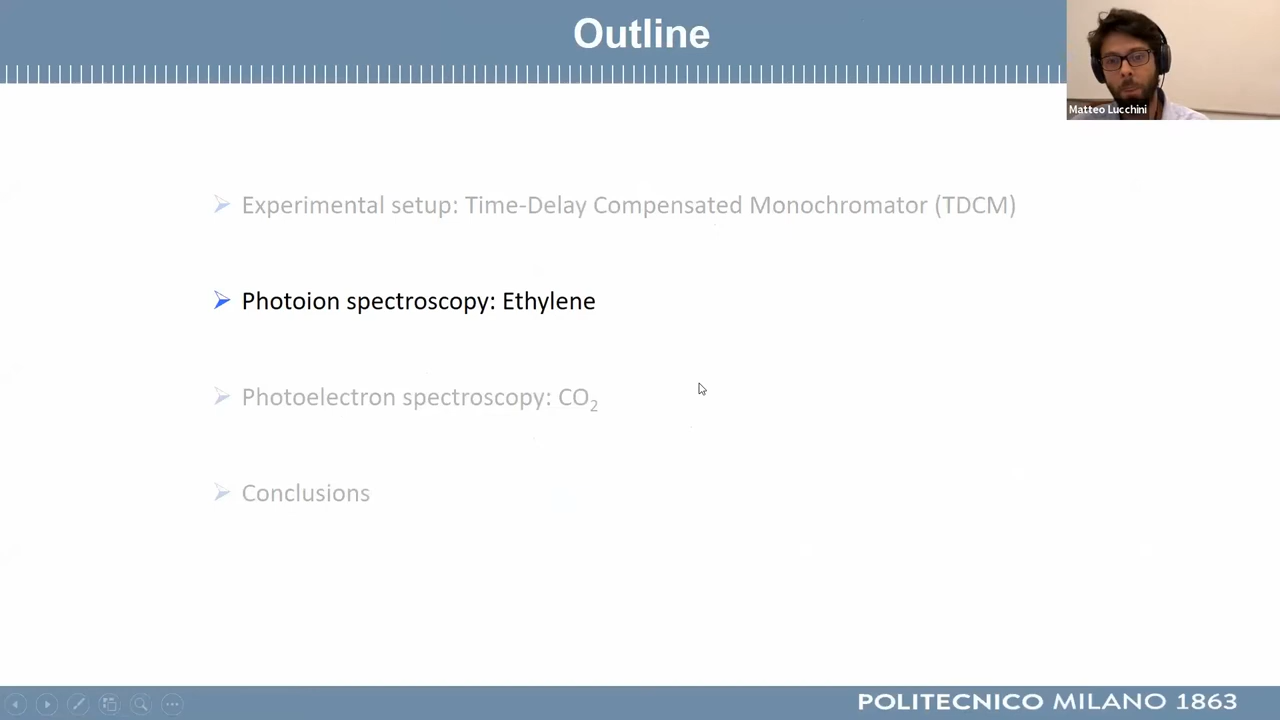 Outline
Matteo Lucchini
Experimental setup: Time-Delay Compensated Monochromator (TDCM)
Photoion spectroscopy: Ethylene
Photoelectron spectroscopy: CO₂
Conclusions
POLITECNICO MILANO 1863